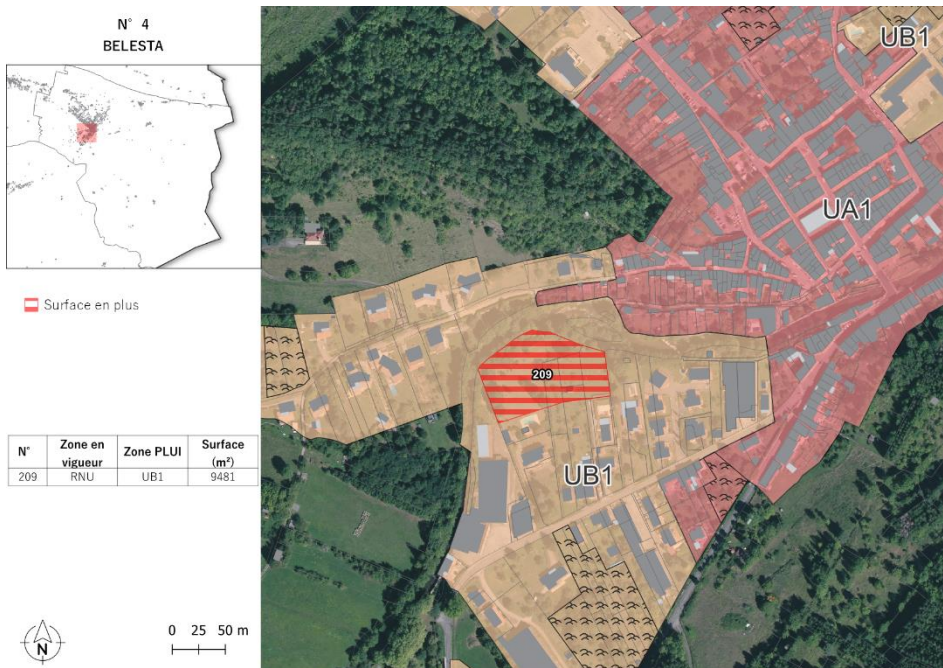 N° 4
BELESTA
Surface en plus
N° Zone en vigueur Zone PLUI Surface (m²)
209 RNU UB1 9481
N
0 25 50 m
UB1
UA1
209
UB1